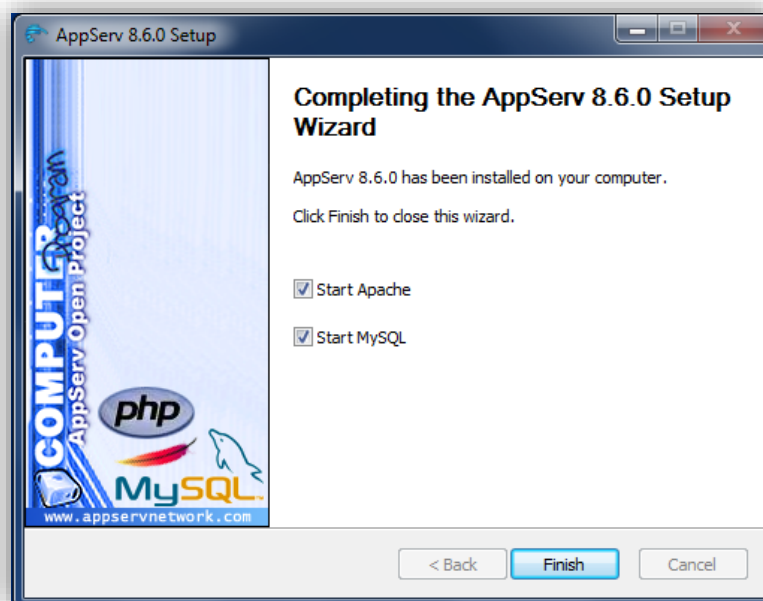 AppServ 8.6.0 Setup
Completing the AppServ 8.6.0 Setup
Wizard
AppServ 8.6.0 has been installed on your computer.
Click Finish to close this wizard.
Start Apache
Start MySQL
COMPUTER
Program
AppServ Open Project
php
MySQL
www.appservnetwork.com
< Back
Finish
Cancel